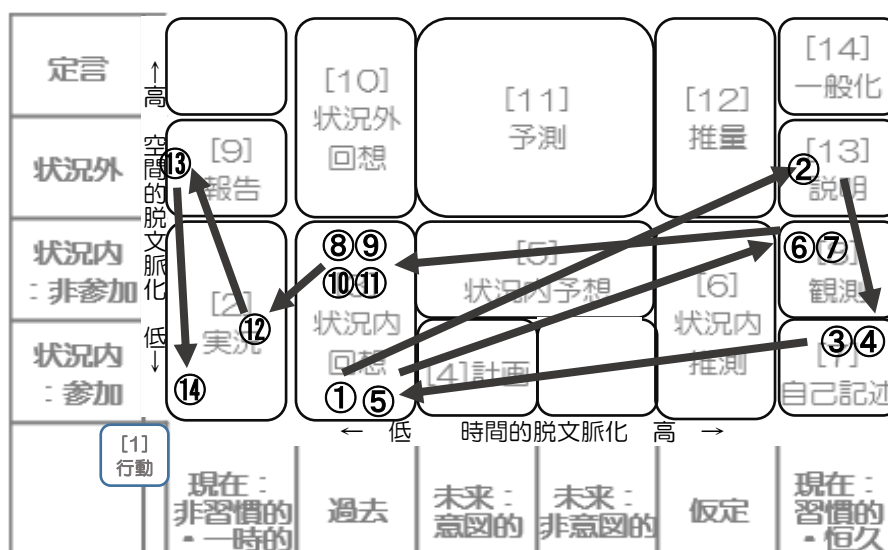 定言
状況外
状況内
：非参加
状況内
：参加
↑高 空間的脱文脈化 低↓
[1]
行動
[9]
報告
⑬
[2]
実況
⑫
⑭
[10]
状況外
回想
⑧⑨
⑩⑪
状況内
回想
①
⑤
[11]
予測
[5]
状況内予想
[4]計画
[12]
推量
[6]
状況内
推測
[14]
一般化
[13]
説明
②
⑥⑦
観測
③④
自己記述
← 低 時間的脱文脈化 高 →
現在：
非習慣的
・一時的
過去
未来：
意図的
未来：
非意図的
仮定
現在：
習慣的
・恒久